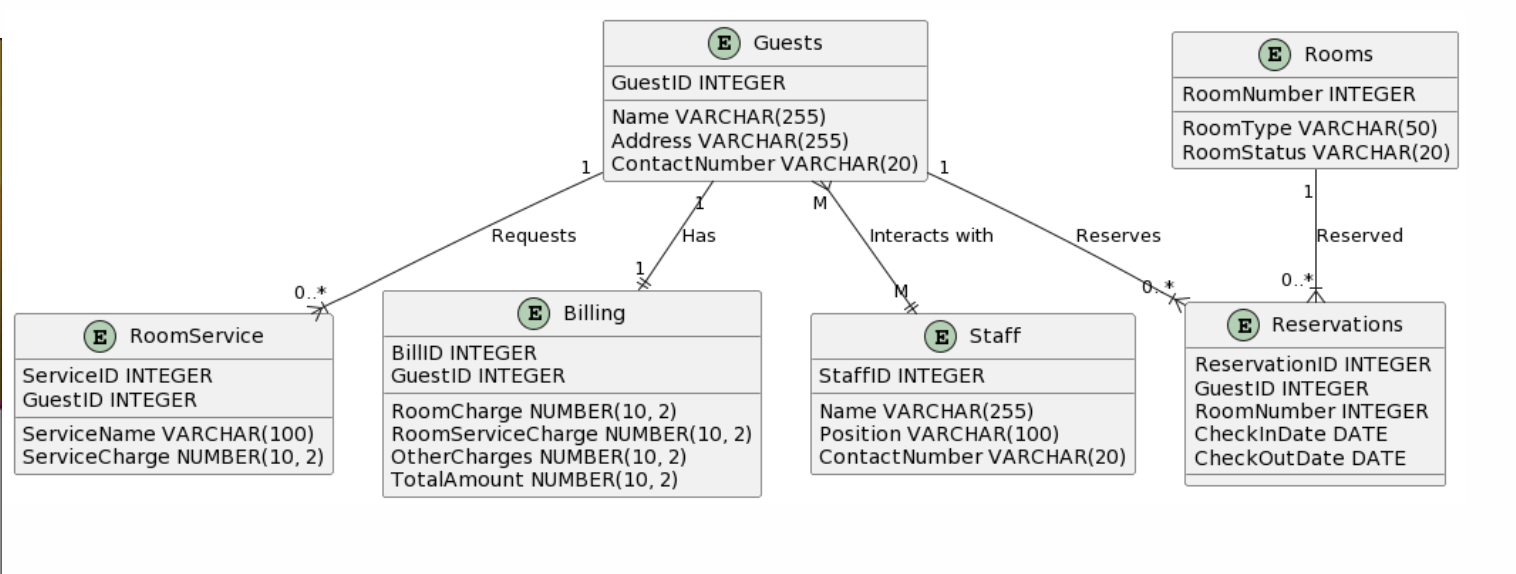 E Guests
GuestID INTEGER
Name VARCHAR(255)
Address VARCHAR(255)
ContactNumber VARCHAR(20)
E Rooms
RoomNumber INTEGER
RoomType VARCHAR(50)
RoomStatus VARCHAR(20)
1
1
M
1
1
Requests
Has
Interacts with
Reserves
Reserved
0..*
1
M
0..*
0..*
E RoomService
ServiceID INTEGER
GuestID INTEGER
ServiceName VARCHAR(100)
ServiceCharge NUMBER(10, 2)
E Billing
BillID INTEGER
GuestID INTEGER
RoomCharge NUMBER(10, 2)
RoomServiceCharge NUMBER(10, 2)
OtherCharges NUMBER(10, 2)
TotalAmount NUMBER(10, 2)
E Staff
StaffID INTEGER
Name VARCHAR(255)
Position VARCHAR(100)
ContactNumber VARCHAR(20)
E Reservations
ReservationID INTEGER
GuestID INTEGER
RoomNumber INTEGER
CheckInDate DATE
CheckOutDate DATE